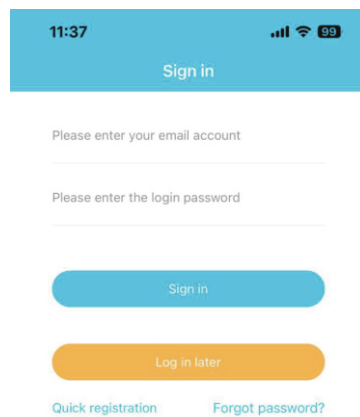 11:37
99
Sign in
Please enter your email account
Please enter the login password
Sign in
Log in later
Quick registration
Forgot password?